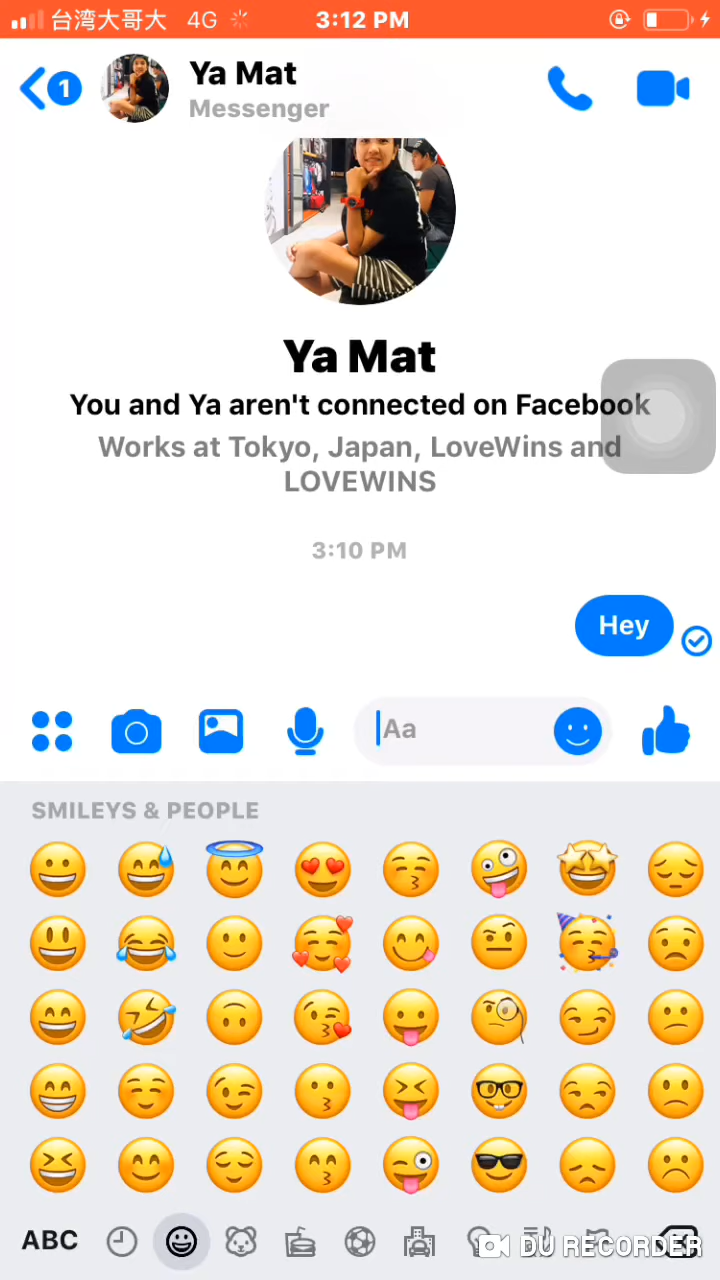 台湾大哥大 4G 3:12 PM
1
Ya Mat
Messenger
Ya Mat
You and Ya aren't connected on Facebook
Works at Tokyo, Japan, LoveWins and
LOVEWINS
3:10 PM
Hey
Aa
SMILEYS & PEOPLE
ABC
DU RECORDER